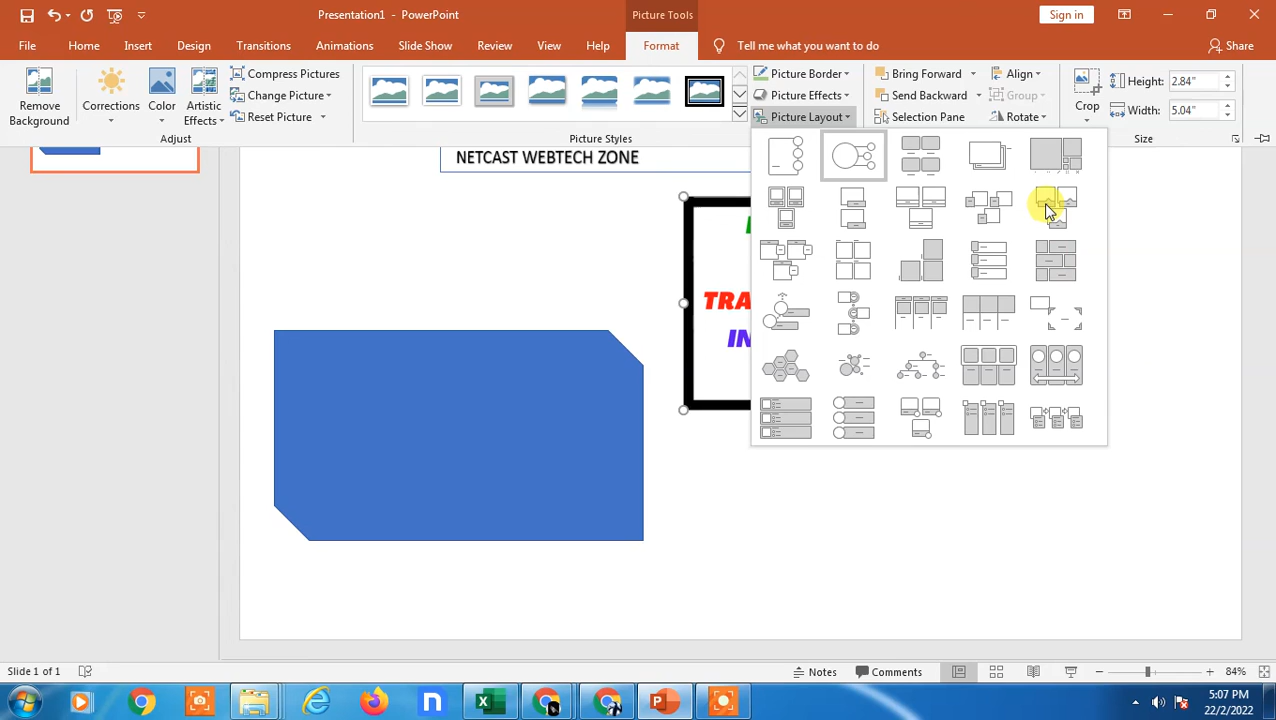 Presentation1 - PowerPoint
Picture Tools
Sign in
File Home Insert Design Transitions Animations Slide Show Review View Help Format Tell me what you want to do Share
Remove Background
Corrections
Color
Artistic Effects
Compress Pictures
Change Picture
Reset Picture
Adjust
Picture Styles
Picture Border
Picture Effects
Picture Layout
Bring Forward
Send Backward
Selection Pane
Align
Group
Rotate
Crop
Height: 2.84"
Width: 5.04"
Size
NETCAST WEBTECH ZONE
TRA
IN
Slide 1 of 1
Notes
Comments
84%
5:07 PM
22/2/2022